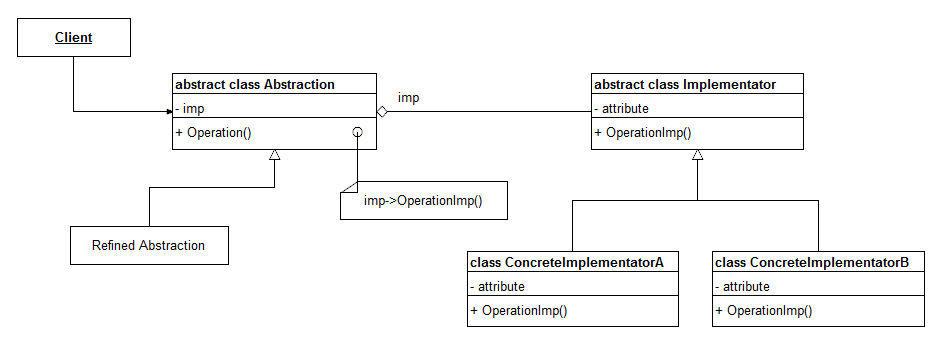 Client
abstract class Abstraction
- imp
+ Operation()
imp
abstract class Implementator
- attribute
+ OperationImp()
imp->OperationImp()
Refined Abstraction
class ConcreteImplementatorA
- attribute
+ OperationImp()
class ConcreteImplementatorB
- attribute
+ OperationImp()